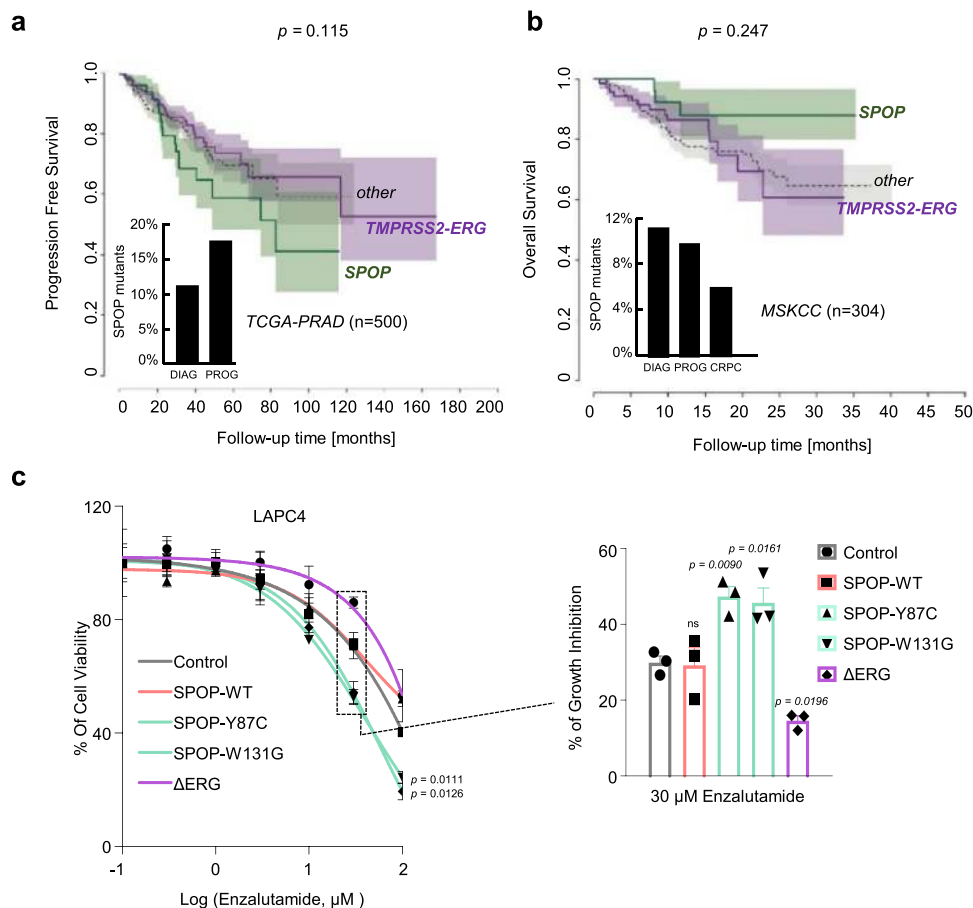 a
p = 0.115
Progression Free Survival
1.0
0.8
0.6
0.4
0.2
0
other
TMPRSS2-ERG
SPOP
SPOP mutants
20%
15%
10%
5%
0%
DIAG PROG
TCGA-PRAD (n=500)
0 20 40 60 80 100 120 140 160 180 200
Follow-up time [months]
b
p = 0.247
Overall Survival
1.0
0.8
0.6
0.4
0.2
0.0
SPOP
other
TMPRSS2-ERG
SPOP mutants
12%
8%
4%
0%
DIAG PROG CRPC
MSKCC (n=304)
0 5 10 15 20 25 30 35 40 45 50
Follow-up time [months]
c
LAPC4
% Of Cell Viability
120
80
40
0
Control
SPOP-WT
SPOP-Y87C
SPOP-W131G
ΔERG
p = 0.0111
p = 0.0126
-1 0 1 2
Log (Enzalutamide, μM )
% of Growth Inhibition
60
40
20
0
ns
p = 0.0090
p = 0.0161
p = 0.0196
30 μM Enzalutamide
Control
SPOP-WT
SPOP-Y87C
SPOP-W131G
ΔERG